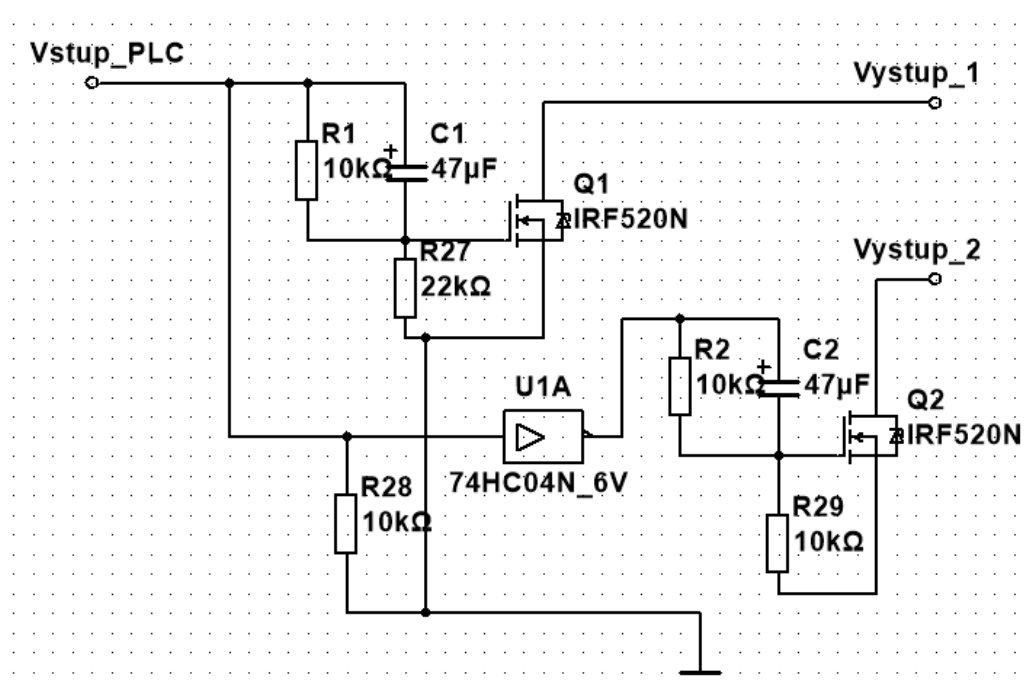 Vstup_PLC
Vystup_1
R1
10kΩ
+
C1
47µF
Q1
IRF520N
R27
22kΩ
Vystup_2
R2
10kΩ
+
C2
47µF
U1A
74HC04N_6V
Q2
IRF520N
R28
10kΩ
R29
10kΩ